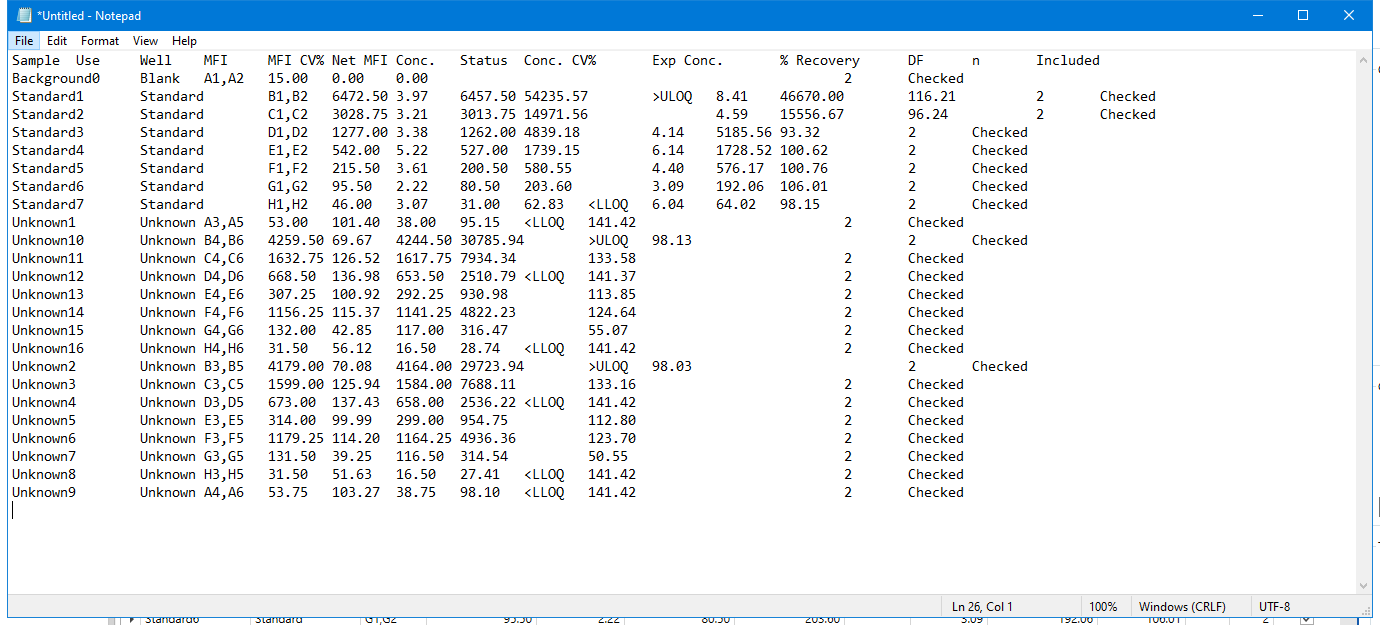 *Untitled - Notepad
File Edit Format View Help
Sample Use Well MFI MFI CV% Net MFI Conc. Status Conc. CV% Exp Conc. % Recovery DF n Included
Background0 Blank A1,A2 15.00 0.00 0.00 2 Checked
Standard1 Standard B1,B2 6472.50 3.97 6457.50 54235.57 >ULOQ 8.41 46670.00 116.21 2 Checked
Standard2 Standard C1,C2 3028.75 3.21 3013.75 14971.56 4.59 15556.67 96.24 2 Checked
Standard3 Standard D1,D2 1277.00 3.38 1262.00 4839.18 4.14 5185.56 93.32 2 Checked
Standard4 Standard E1,E2 542.00 5.22 527.00 1739.15 6.14 1728.52 100.62 2 Checked
Standard5 Standard F1,F2 215.50 3.61 200.50 580.55 4.40 576.17 100.76 2 Checked
Standard6 Standard G1,G2 95.50 2.22 80.50 203.60 3.09 192.06 106.01 2 Checked
Standard7 Standard H1,H2 46.00 3.07 31.00 62.83 <LLOQ 6.04 64.02 98.15 2 Checked
Unknown1 Unknown A3,A5 53.00 101.40 38.00 95.15 <LLOQ 141.42 2 Checked
Unknown10 Unknown B4,B6 4259.50 69.67 4244.50 30785.94 >ULOQ 98.13 2 Checked
Unknown11 Unknown C4,C6 1632.75 126.52 1617.75 7934.34 133.58 2 Checked
Unknown12 Unknown D4,D6 668.50 136.98 653.50 2510.79 <LLOQ 141.37 2 Checked
Unknown13 Unknown E4,E6 307.25 100.92 292.25 930.98 113.85 2 Checked
Unknown14 Unknown F4,F6 1156.25 115.37 1141.25 4822.23 124.64 2 Checked
Unknown15 Unknown G4,G6 132.00 42.85 117.00 316.47 55.07 2 Checked
Unknown16 Unknown H4,H6 31.50 56.12 16.50 28.74 <LLOQ 141.42 2 Checked
Unknown2 Unknown B3,B5 4179.00 70.08 4164.00 29723.94 >ULOQ 98.03 2 Checked
Unknown3 Unknown C3,C5 1599.00 125.94 1584.00 7688.11 133.16 2 Checked
Unknown4 Unknown D3,D5 673.00 137.43 658.00 2536.22 <LLOQ 141.42 2 Checked
Unknown5 Unknown E3,E5 314.00 99.99 299.00 954.75 112.80 2 Checked
Unknown6 Unknown F3,F5 1179.25 114.20 1164.25 4936.36 123.70 2 Checked
Unknown7 Unknown G3,G5 131.50 39.25 116.50 314.54 50.55 2 Checked
Unknown8 Unknown H3,H5 31.50 51.63 16.50 27.41 <LLOQ 141.42 2 Checked
Unknown9 Unknown A4,A6 53.75 103.27 38.75 98.10 <LLOQ 141.42 2 Checked
Ln 26, Col 1 100% Windows (CRLF) UTF-8
Standard6 Standard G1,G2 95.50 2.22 80.50 203.60 3.09 192.06 106.01 2